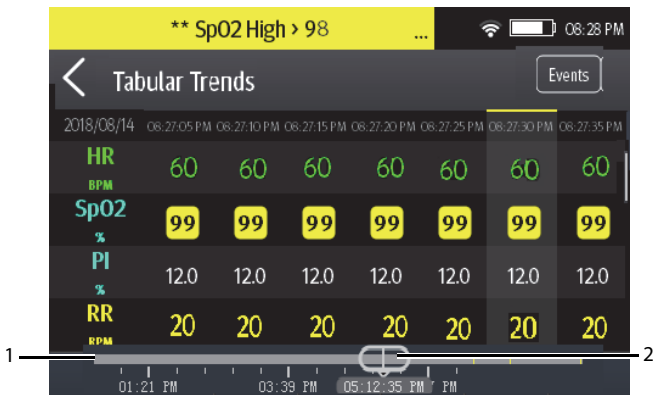 ** SpO2 High > 98 ... 08:28 PM
Tabular Trends Events
2018/08/14 08:27:05 PM 08:27:10 PM 08:27:15 PM 08:27:20 PM 08:27:25 PM 08:27:30 PM 08:27:35 PM
HR 60 60 60 60 60 60 60
BPM
SpO2 99 99 99 99 99 99 99
%
PI 12.0 12.0 12.0 12.0 12.0 12.0 12.0
%
RR 20 20 20 20 20 20 20
RPM
1 2
01:21 PM 03:39 PM 05:12:35 PM PM